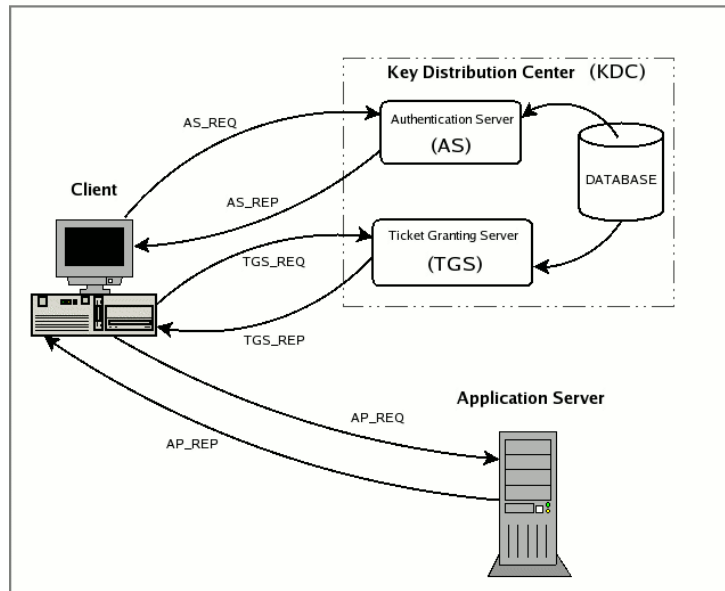 Key Distribution Center (KDC)
AS_REQ
Authentication Server
(AS)
DATABASE
Client
AS_REP
Ticket Granting Server
(TGS)
TGS_REQ
TGS_REP
Application Server
AP_REQ
AP_REP